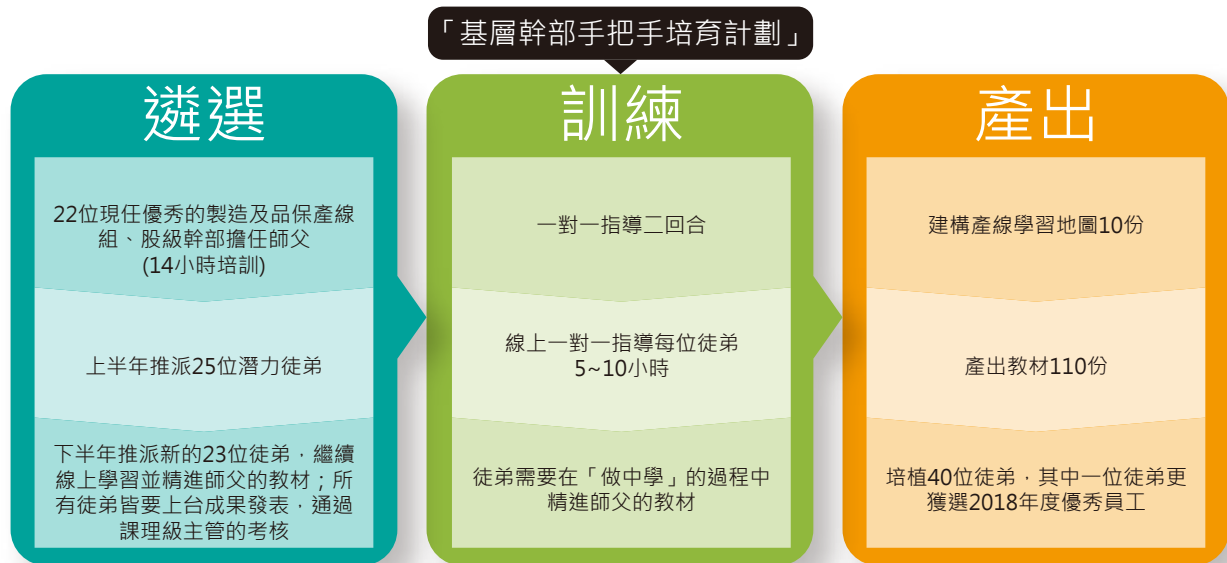 「基層幹部手把手培育計劃」
遴選
22位現任優秀的製造及品保產線
組、股級幹部擔任師父
(14小時培訓)
上半年推派25位潛力徒弟
下半年推派新的23位徒弟，繼續
線上學習並精進師父的教材；所
有徒弟皆要上台成果發表，通過
課理級主管的考核
訓練
一對一指導二回合
線上一對一指導每位徒弟
5~10小時
徒弟需要在「做中學」的過程中
精進師父的教材
產出
建構產線學習地圖10份
產出教材110份
培植40位徒弟，其中一位徒弟更
獲選2018年度優秀員工